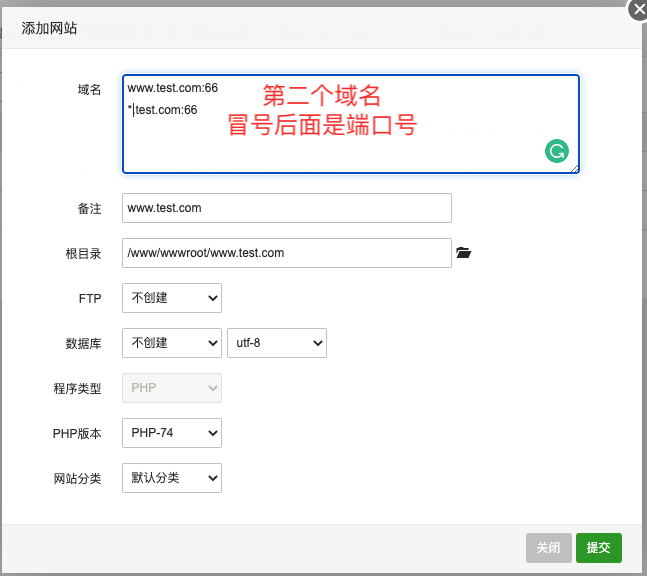 添加网站
域名
www.test.com:66
*.test.com:66
第二个域名
冒号后面是端口号
备注
www.test.com
根目录
/www/wwwroot/www.test.com
FTP
不创建
数据库
不创建
utf-8
程序类型
PHP
PHP版本
PHP-74
网站分类
默认分类
关闭
提交